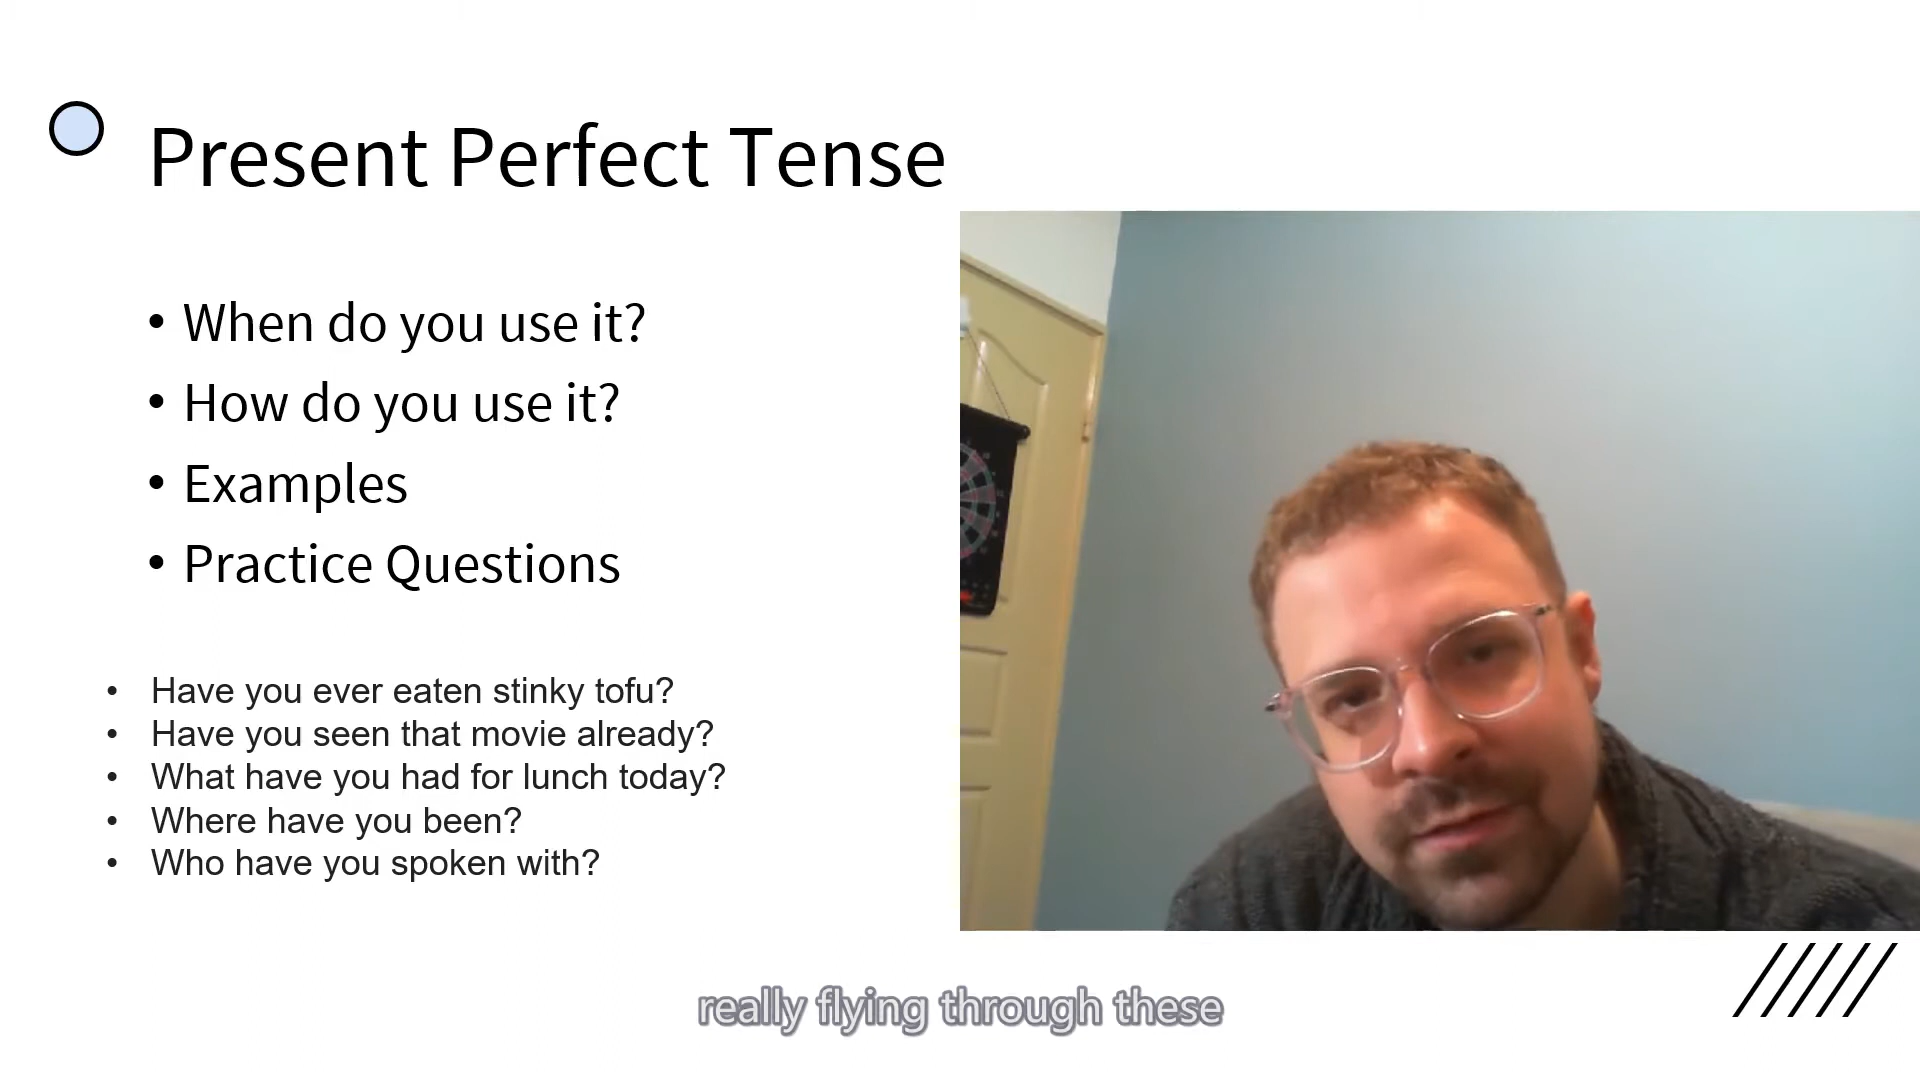 Present Perfect Tense
• When do you use it?
• How do you use it?
• Examples
• Practice Questions
• Have you ever eaten stinky tofu?
• Have you seen that movie already?
• What have you had for lunch today?
• Where have you been?
• Who have you spoken with?
really flying through these